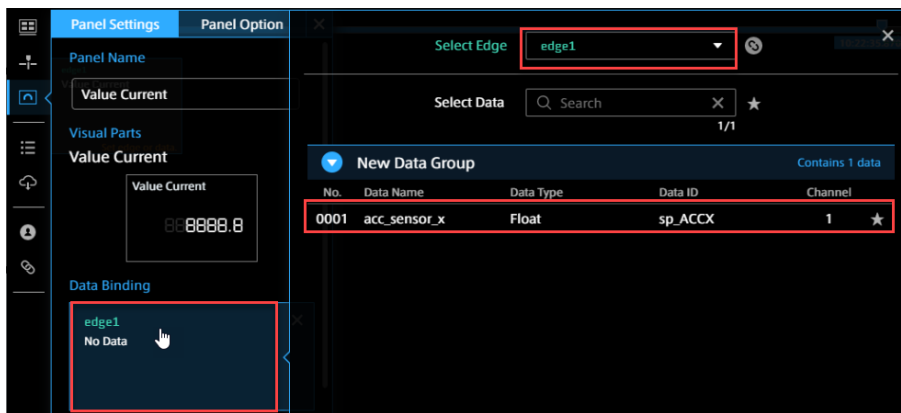 Panel Settings
Panel Option
Panel Name
Value Current
Visual Parts
Value Current
Value Current
8888.8
Data Binding
edge1
No Data
Select Edge
edge1
Select Data
Search
1/1
New Data Group
Contains 1 data
No. Data Name Data Type Data ID Channel
0001 acc_sensor_x Float sp_ACCX 1